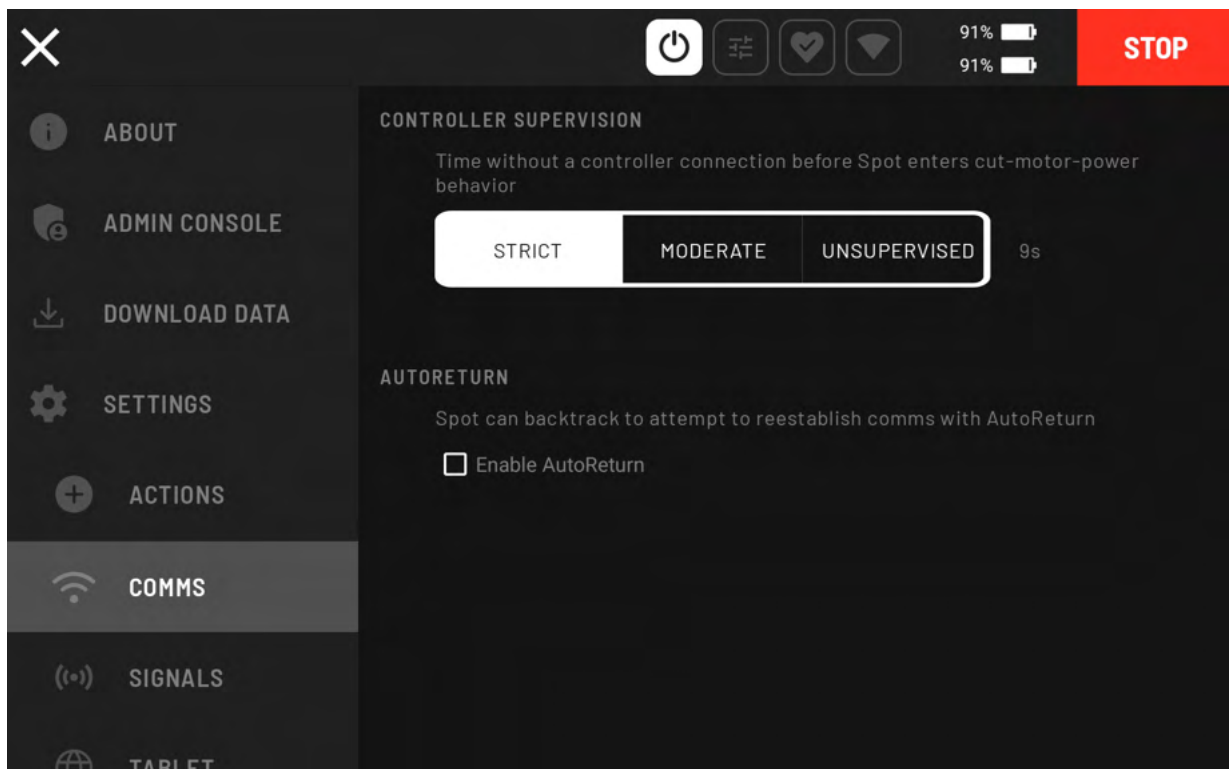 91%
91%
STOP
ABOUT
ADMIN CONSOLE
DOWNLOAD DATA
SETTINGS
ACTIONS
COMMS
SIGNALS
TABLET
CONTROLLER SUPERVISION
Time without a controller connection before Spot enters cut-motor-power
behavior
STRICT MODERATE UNSUPERVISED 9s
AUTORETURN
Spot can backtrack to attempt to reestablish comms with AutoReturn
Enable AutoReturn